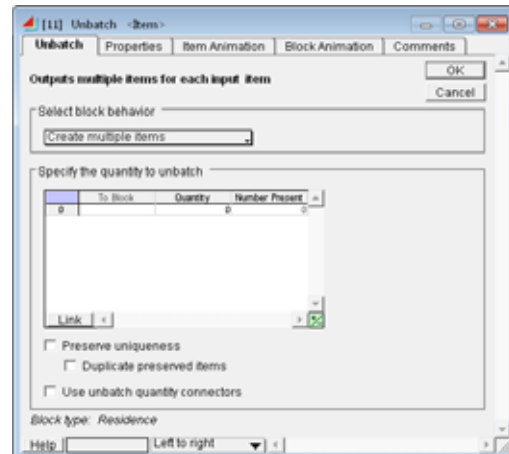 [11] Unbatch <Item>
Unbatch Properties Item Animation Block Animation Comments
Outputs multiple items for each input item
OK
Cancel
Select block behavior
Create multiple items
Specify the quantity to unbatch
To Block Quantity Number Present
0 0 0
Link
Preserve uniqueness
Duplicate preserved items
Use unbatch quantity connectors
Block type: Residence
Help Left to right